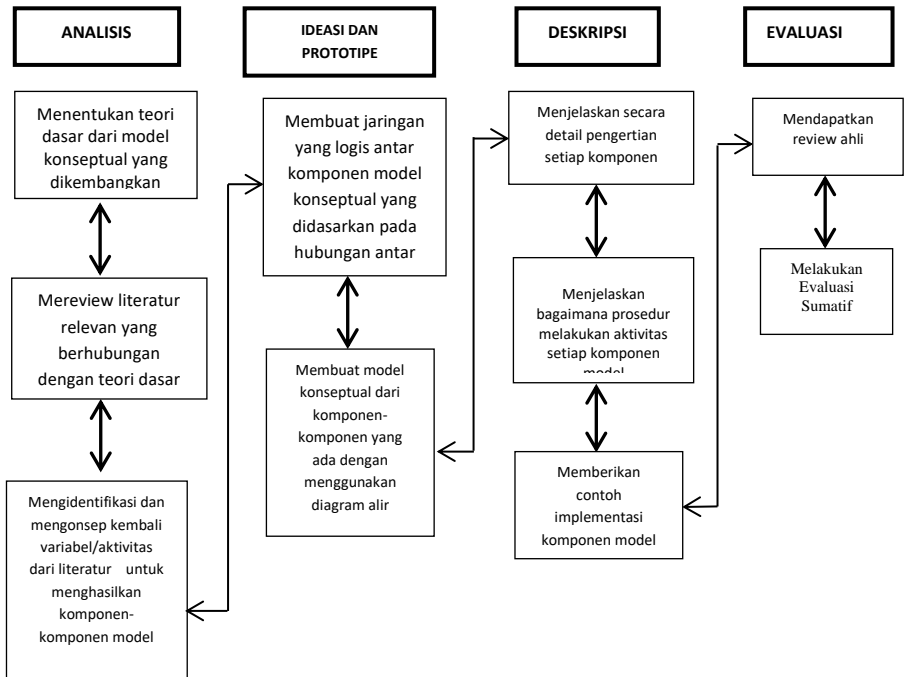 ANALISIS
IDEASI DAN
PROTOTIPE
DESKRIPSI
EVALUASI
Menentukan teori
dasar dari model
konseptual yang
dikembangkan
Mereview literatur
relevan yang
berhubungan
dengan teori dasar
Mengidentifikasi dan
mengonsep kembali
variabel/aktivitas
dari literatur untuk
menghasilkan
komponen-
komponen model
Membuat jaringan
yang logis antar
komponen model
konseptual yang
didasarkan pada
hubungan antar
Membuat model
konseptual dari
komponen-
komponen yang
ada dengan
menggunakan
diagram alir
Menjelaskan secara
detail pengertian
setiap komponen
Menjelaskan
bagaimana prosedur
melakukan aktivitas
setiap komponen
model
Memberikan
contoh
implementasi
komponen model
Mendapatkan
review ahli
Melakukan
Evaluasi
Sumatif